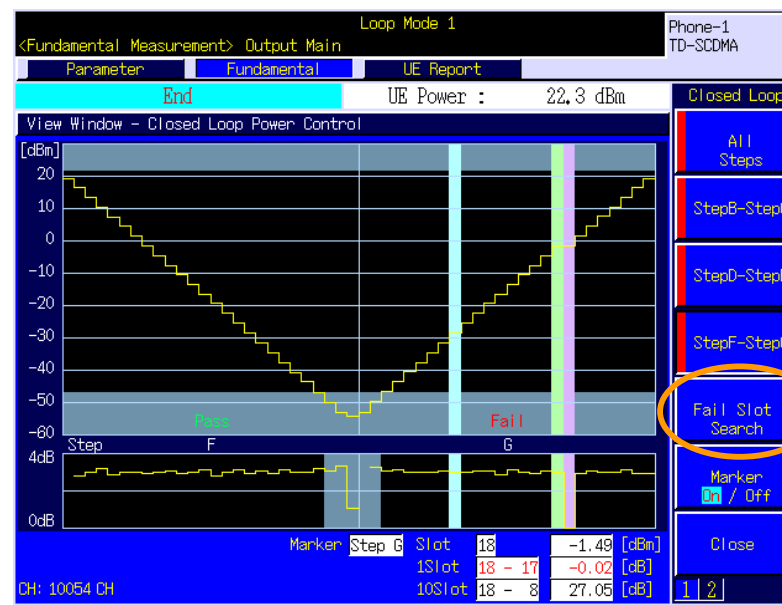 Loop Mode 1
Phone-1
<Fundamental Measurement> Output Main
TD-SCDMA
Parameter Fundamental UE Report
End UE Power : 22.3 dBm
Closed Loop
View Window - Closed Loop Power Control
[dBm]
20
10
0
-10
-20
-30
-40
-50
-60
Pass Fail
Step F G
4dB
0dB
Marker Step G Slot 18 -1.49 [dBm]
1Slot 18 - 17 -0.02 [dB]
10Slot 18 - 8 27.05 [dB]
CH: 10054 CH
All
Steps
StepB-Step
StepD-Step
StepF-Step
Fail Slot
Search
Marker
On / Off
Close
1 2